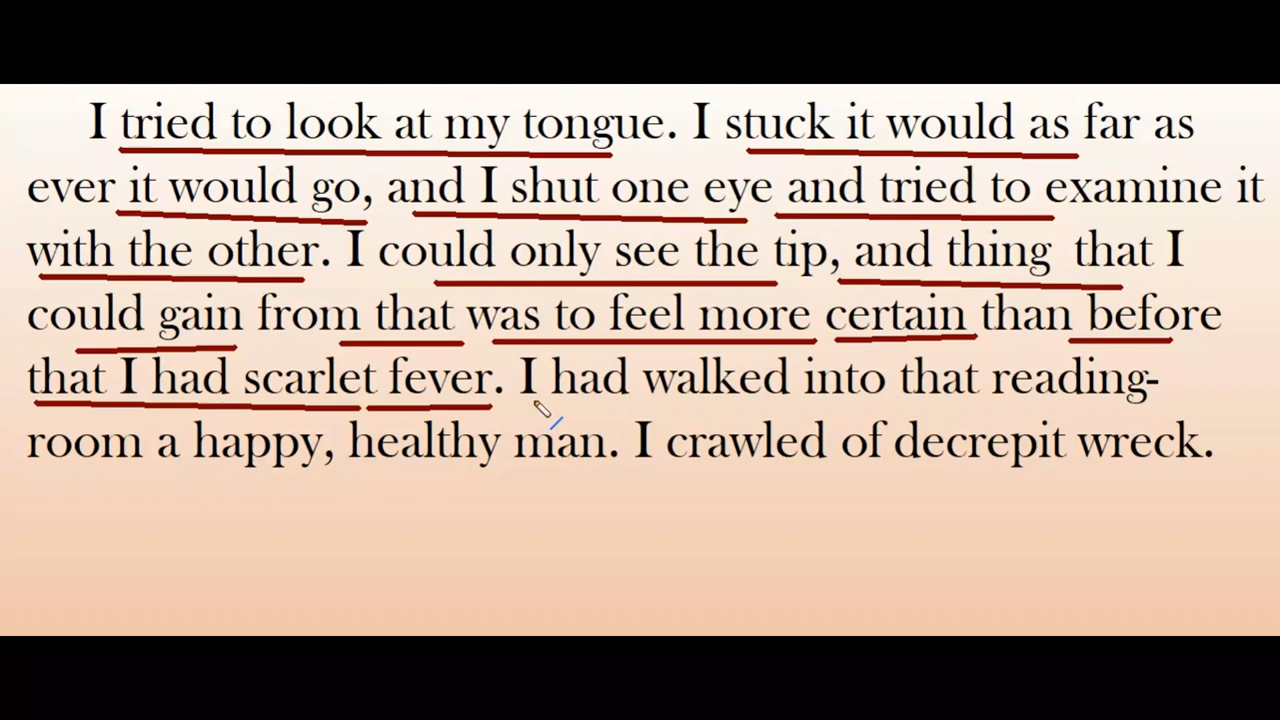 I tried to look at my tongue. I stuck it would as far as
ever it would go, and I shut one eye and tried to examine it
with the other. I could only see the tip, and thing that I
could gain from that was to feel more certain than before
that I had scarlet fever. I had walked into that reading-
room a happy, healthy man. I crawled of decrepit wreck.